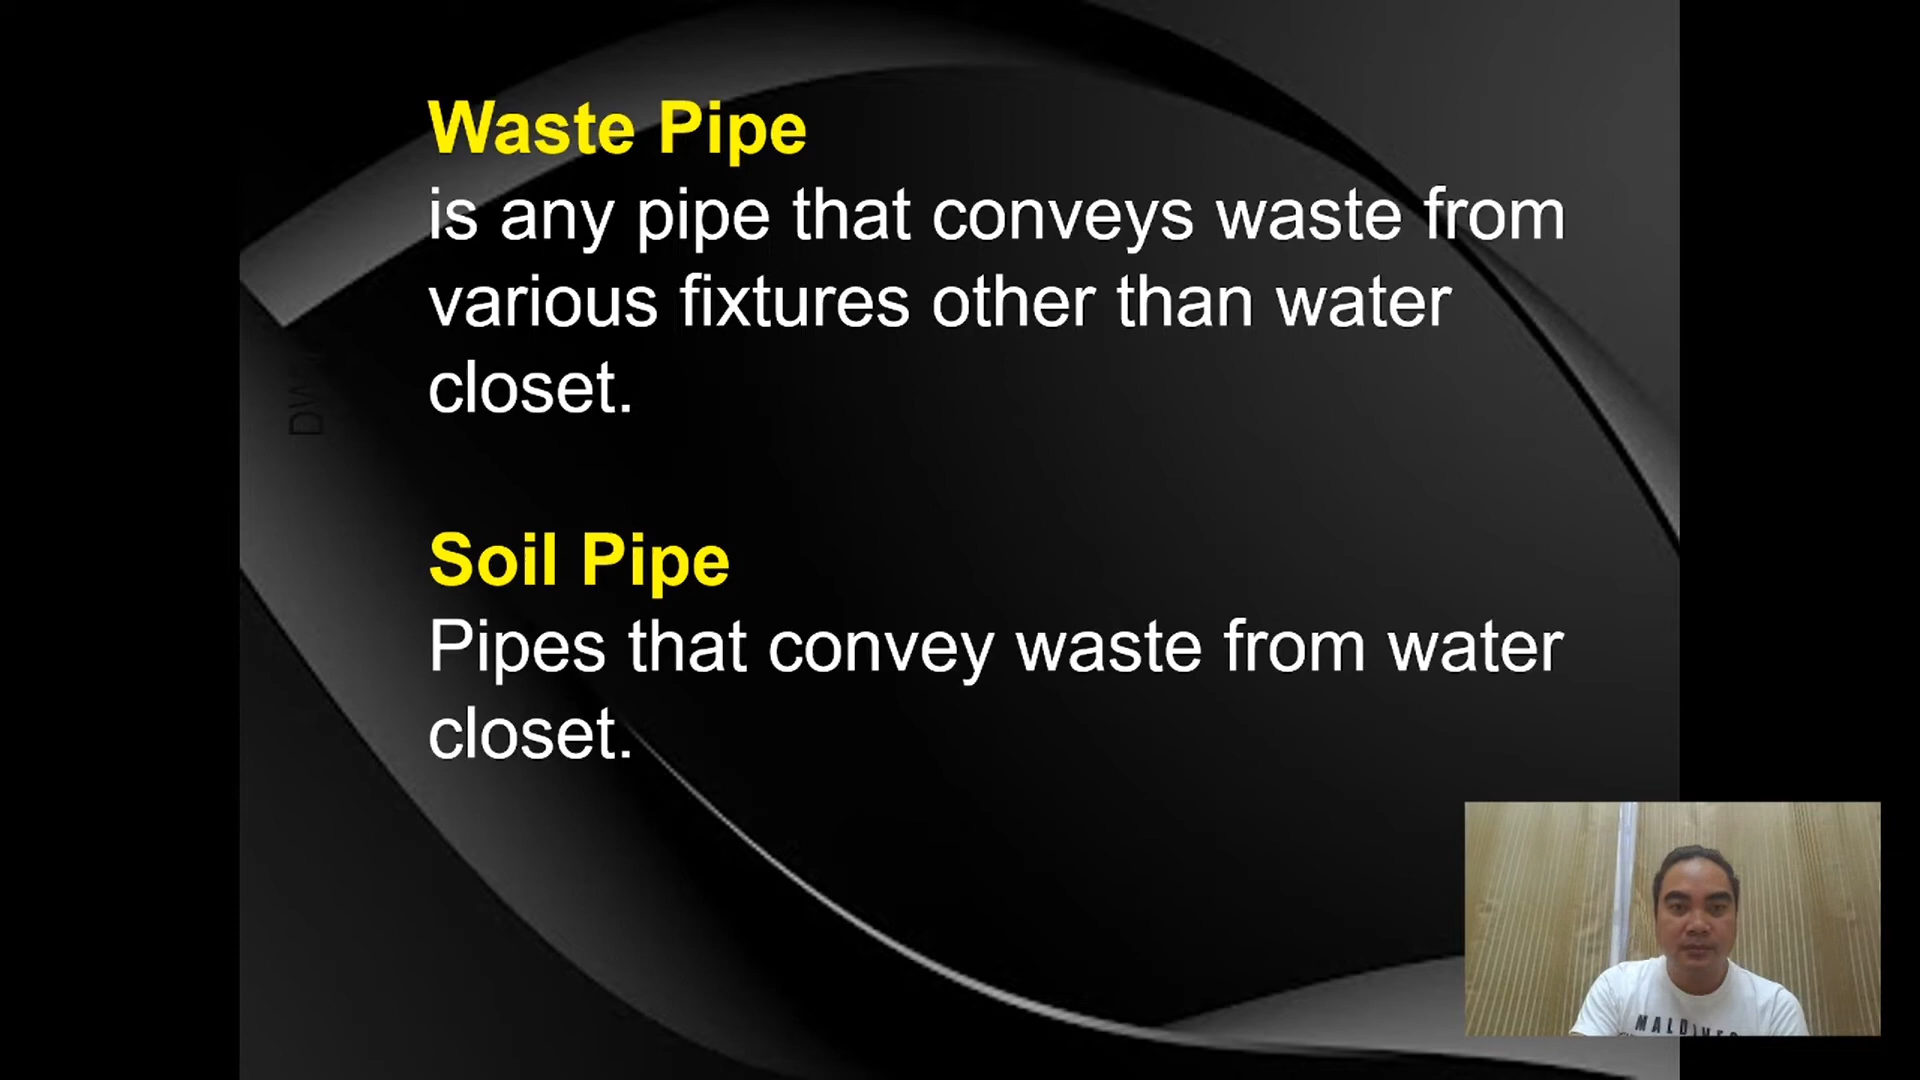 Waste Pipe
is any pipe that conveys waste from
various fixtures other than water
closet.
Soil Pipe
Pipes that convey waste from water
closet.